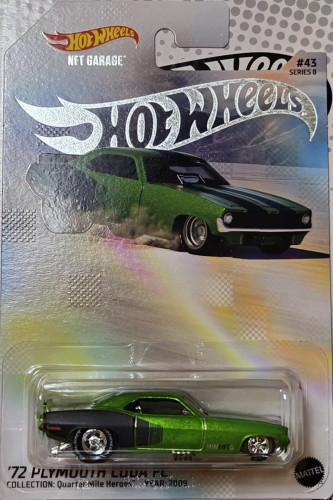 Hot Wheels
NFT GARAGE™
#43
SERIES 8
Hot Wheels
'72 PLYMOUTH CUDA FC
COLLECTION: Quarter Mile Heroes YEAR: 2009
MATTEL